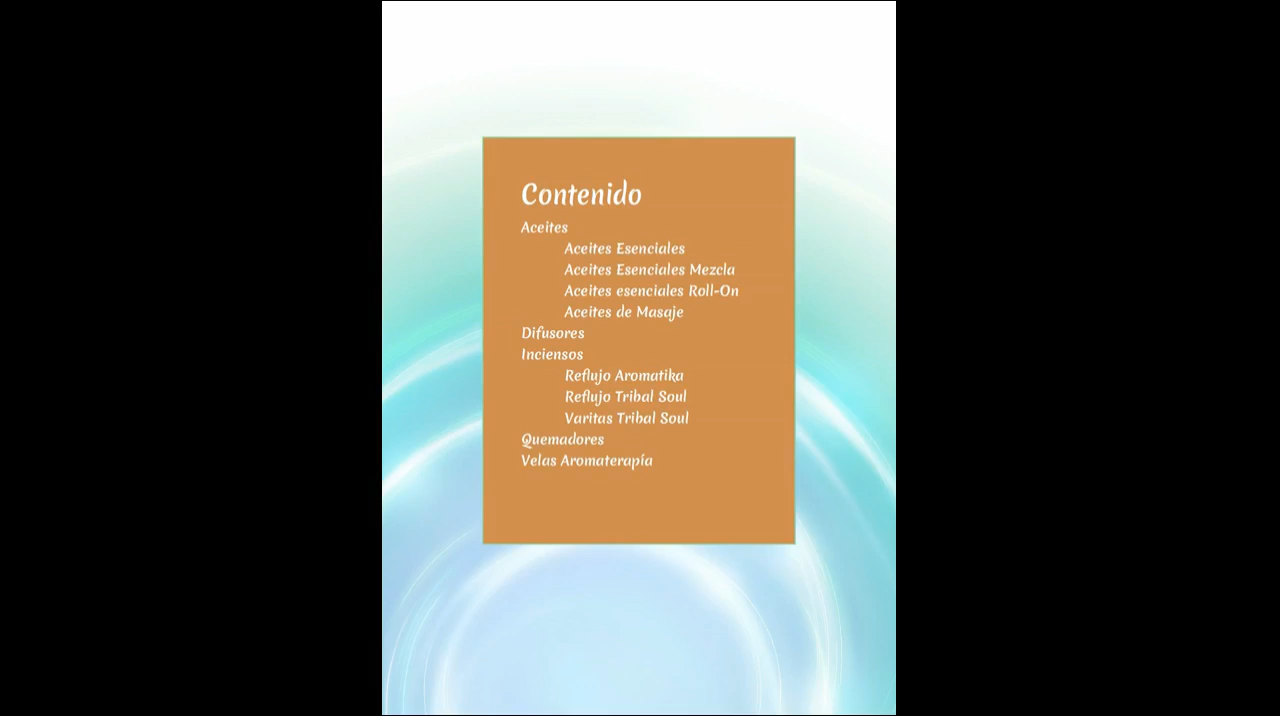 Contenido
Aceites
Aceites Esenciales
Aceites Esenciales Mezcla
Aceites esenciales Roll-On
Aceites de Masaje
Difusores
Inciensos
Reflujo Aromatika
Reflujo Tribal Soul
Varitas Tribal Soul
Quemadores
Velas Aromaterapía